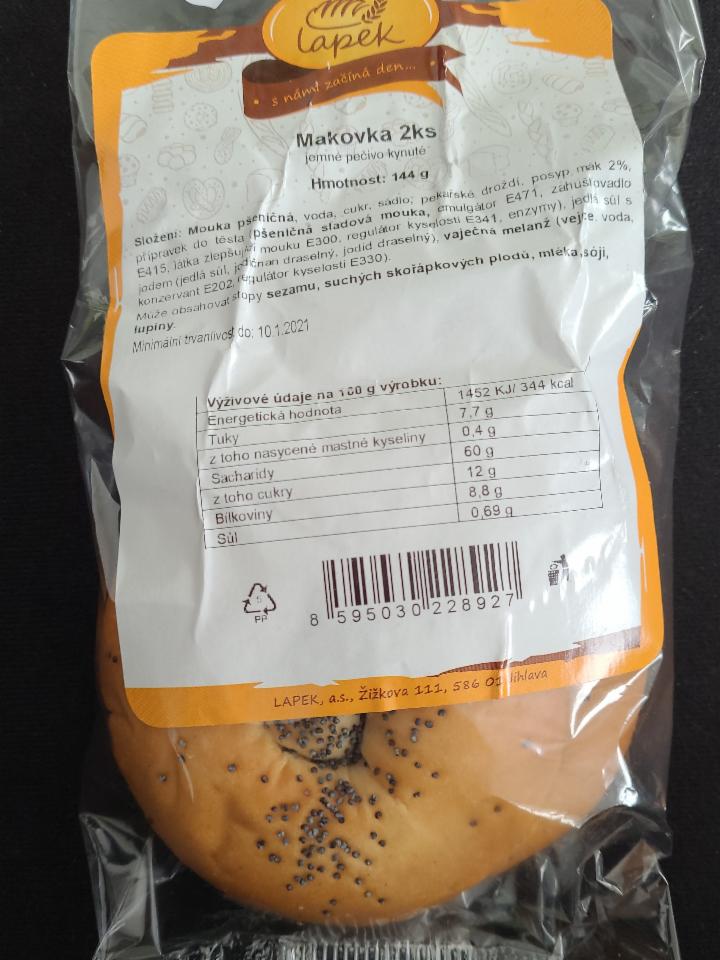 Lapek
s námi začíná den...
Makovka 2ks
jemné pečivo kynuté
Hmotnost: 144 g
Složení: Mouka pšeničná, voda, cukr, sádlo, pekařské droždí, posyp mák 2%,
přípravek do těsta (pšeničná sladová mouka, emulgátor E471, zahušťovadlo
E415, látka zlepšující mouku E300, regulátor kyselosti E341, enzymy), jedlá sůl s
jodem (jedlá sůl, jodičnan draselný, jodid draselný), vaječná melanž (vejce, voda,
konzervant E202, regulátor kyselosti E330).
Může obsahovat stopy sezamu, suchých skořápkových plodů, mléka, sóji,
lupiny.
Minimální trvanlivost do: 10.1.2021
Výživové údaje na 100 g výrobku:
Energetická hodnota 1452 KJ/ 344 kcal
Tuky 7,7 g
z toho nasycené mastné kyseliny 0,4 g
Sacharidy 60 g
z toho cukry 12 g
Bílkoviny 8,8 g
Sůl 0,69 g
5
PP
8 595030 228927
LAPEK, a.s., Žižkova 111, 586 01 Jihlava